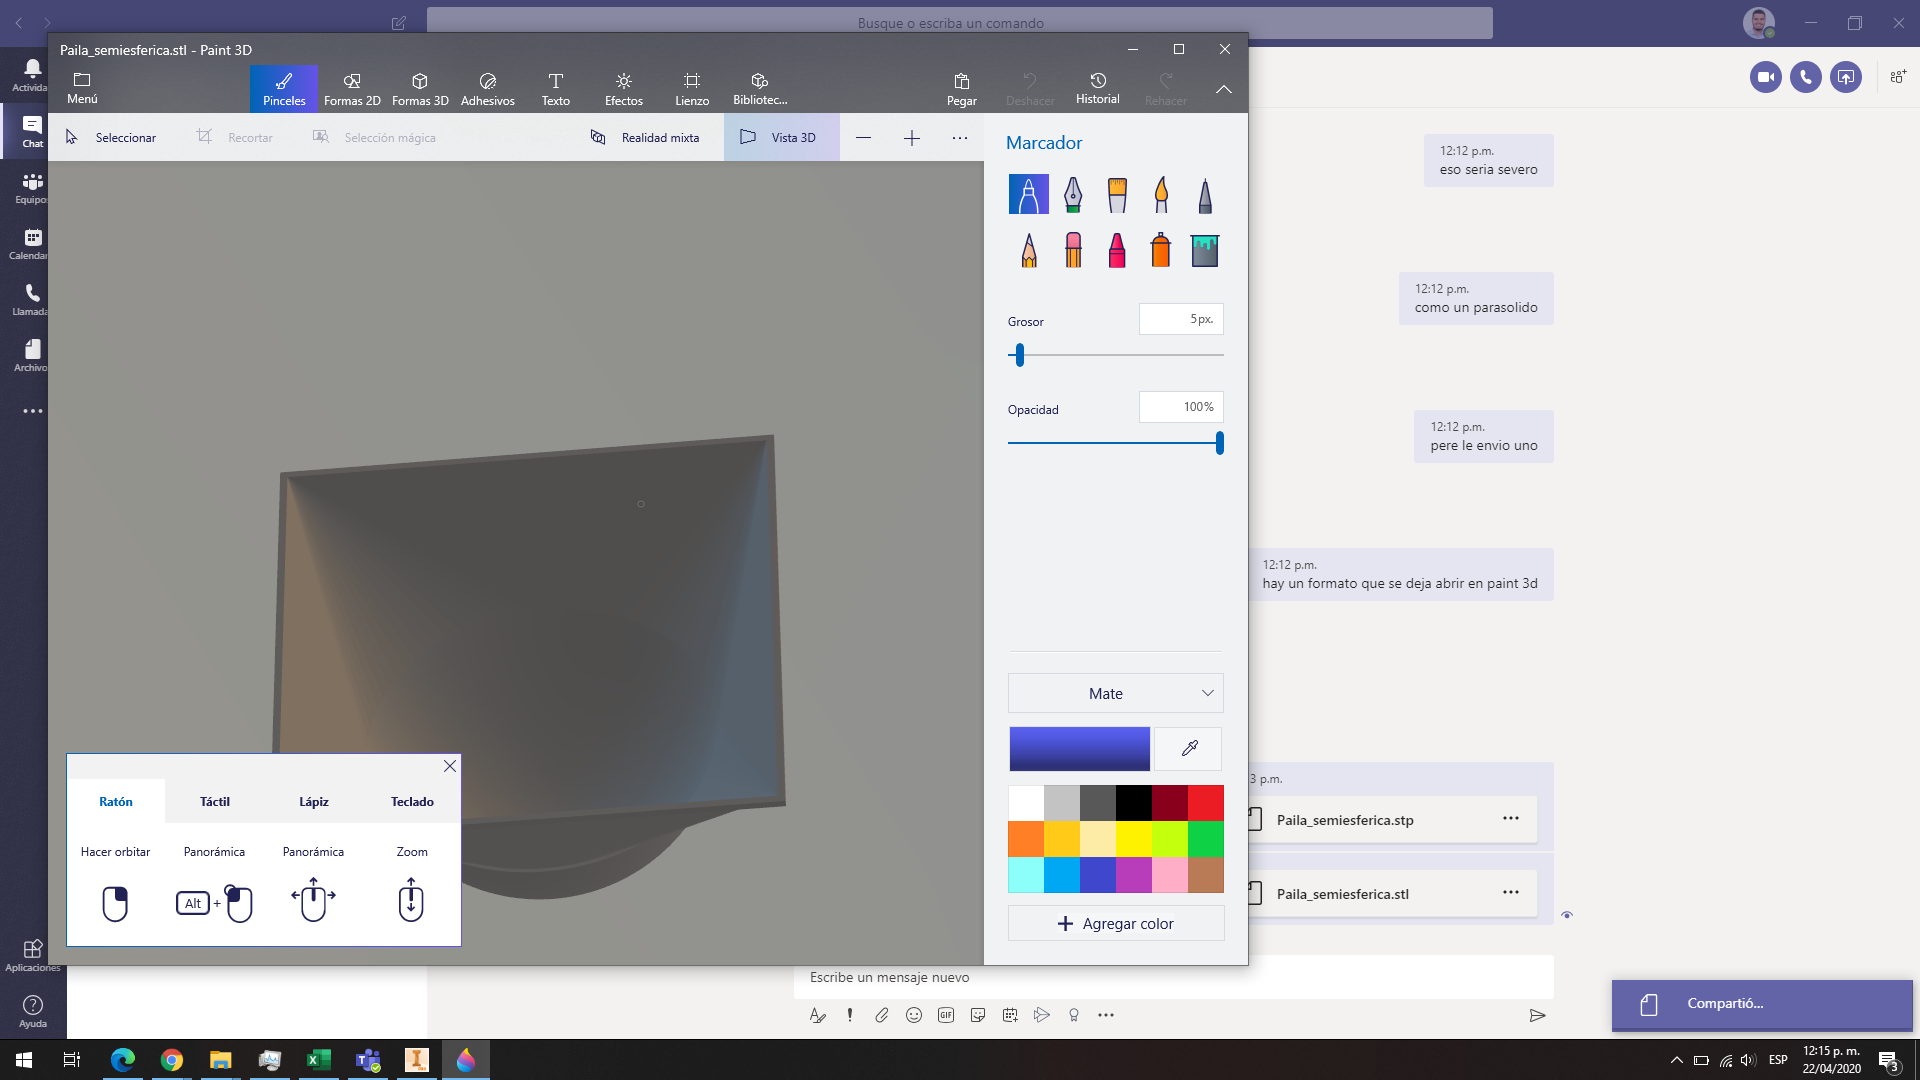 Busque o escriba un comando
Paila_semiesferica.stl - Paint 3D
Menú
Pinceles
Formas 2D
Formas 3D
Adhesivos
Texto
Efectos
Lienzo
Bibliotec...
Pegar
Deshacer
Historial
Rehacer
Seleccionar
Recortar
Selección mágica
Realidad mixta
Vista 3D
Activida
Chat
Equipos
Calendar
Llamada
Archivo
Aplicaciones
Ayuda
Marcador
Grosor
5px.
Opacidad
100%
Mate
Agregar color
Ratón
Táctil
Lápiz
Teclado
Hacer orbitar
Panorámica
Panorámica
Zoom
Alt +
12:12 p.m.
eso seria severo
12:12 p.m.
como un parasolido
12:12 p.m.
pere le envio uno
12:12 p.m.
hay un formato que se deja abrir en paint 3d
3 p.m.
Paila_semiesferica.stp
Paila_semiesferica.stl
Escribe un mensaje nuevo
GIF
Compartió...
ESP
12:15 p. m.
22/04/2020
3